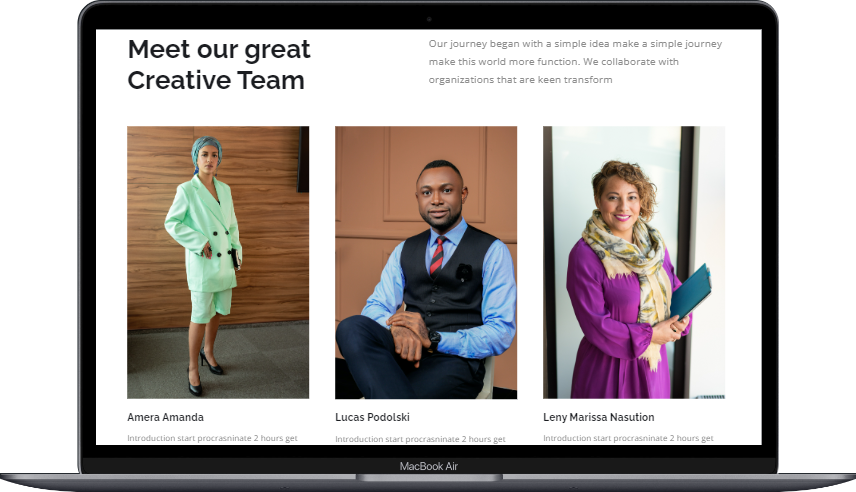 Meet our great
Creative Team
Our journey began with a simple idea make a simple journey
make this world more function. We collaborate with
organizations that are keen transform
Amera Amanda
Lucas Podolski
Leny Marissa Nasution
Introduction start procrasninate 2 hours get
Introduction start procrasninate 2 hours get
Introduction start procrasninate 2 hours get
MacBook Air